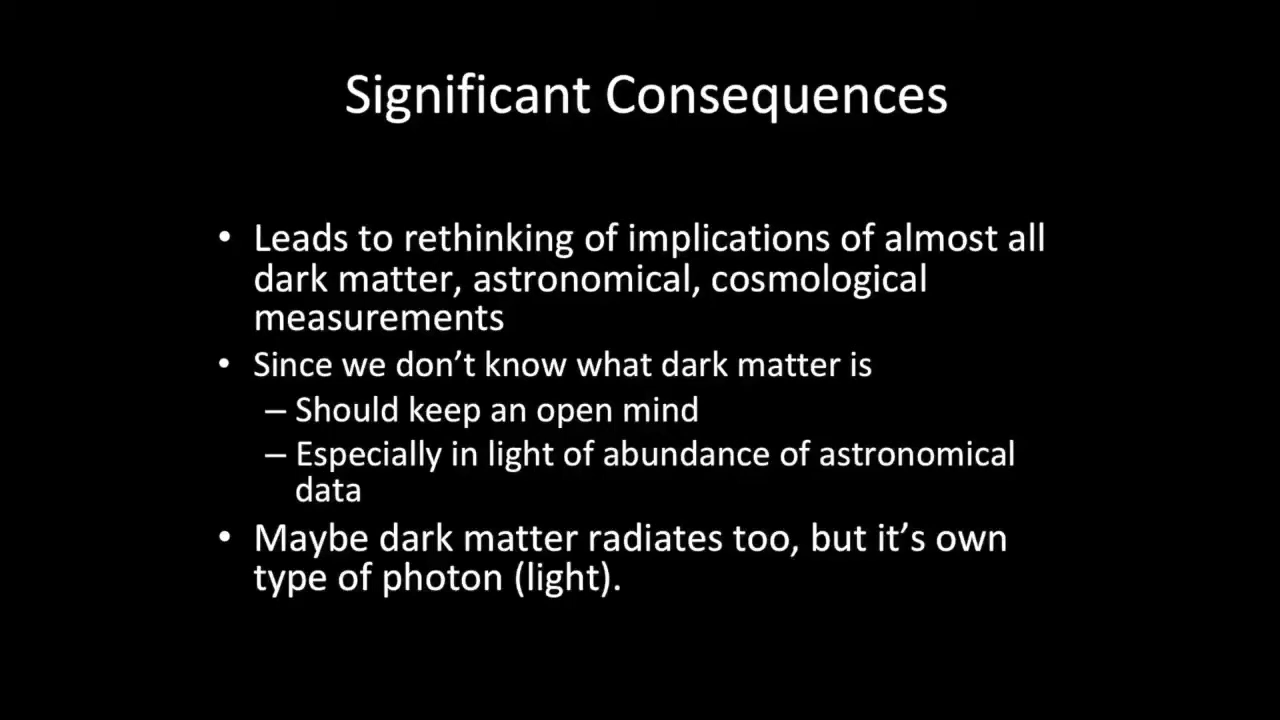 Significant Consequences
• Leads to rethinking of implications of almost all
dark matter, astronomical, cosmological
measurements
• Since we don’t know what dark matter is
– Should keep an open mind
– Especially in light of abundance of astronomical
data
• Maybe dark matter radiates too, but it’s own
type of photon (light).